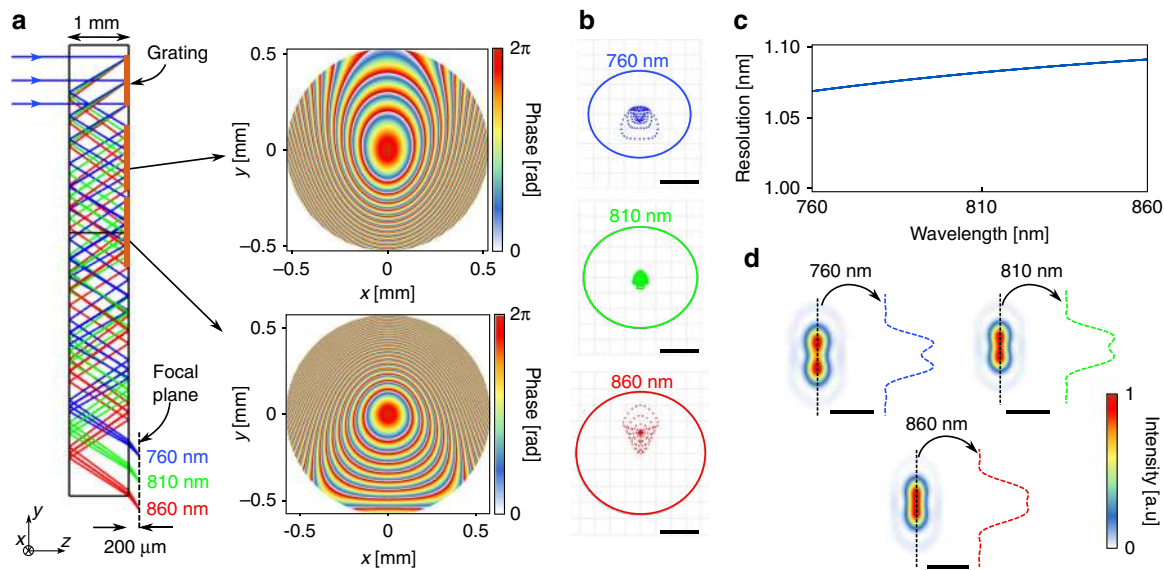 a
1 mm
Grating
Focal
plane
760 nm
810 nm
860 nm
200 μm
y
x
z
0.5
0
−0.5
y [mm]
−0.5
0
0.5
x [mm]
2π
Phase [rad]
0
0.5
0
−0.5
y [mm]
-0.5
0
0.5
x [mm]
2π
Phase [rad]
0
b
760 nm
810 nm
860 nm
c
1.10
1.05
1.00
Resolution [nm]
760
810
860
Wavelength [nm]
d
760 nm
810 nm
860 nm
1
Intensity [a.u]
0